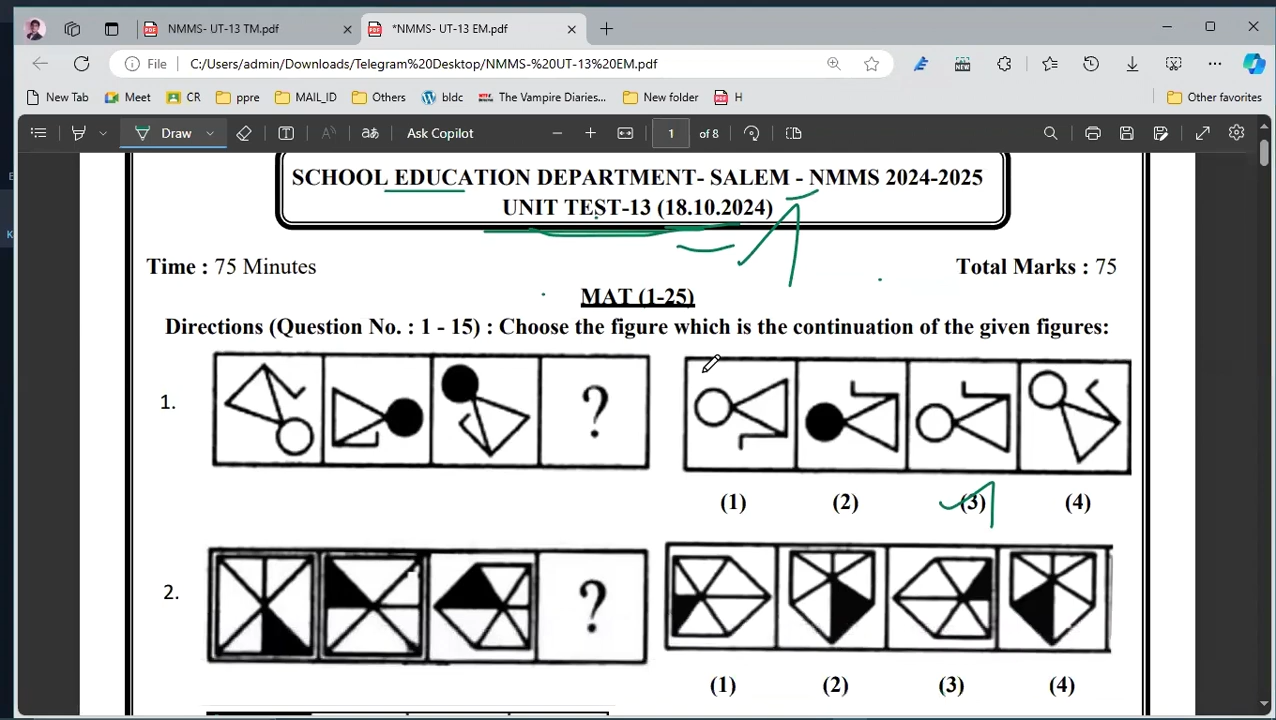 NMMS- UT-13 TM.pdf
*NMMS- UT-13 EM.pdf
File C:/Users/admin/Downloads/Telegram%20Desktop/NMMS-%20UT-13%20EM.pdf
New Tab Meet CR ppre MAIL_ID Others bldc The Vampire Diaries... New folder H Other favorites
Draw aあ Ask Copilot 1 of 8
SCHOOL EDUCATION DEPARTMENT- SALEM - NMMS 2024-2025
UNIT TEST-13 (18.10.2024)
Time : 75 Minutes Total Marks : 75
MAT (1-25)
Directions (Question No. : 1 - 15) : Choose the figure which is the continuation of the given figures:
1. ?
(1) (2) (3) (4)
2. ?
(1) (2) (3) (4)